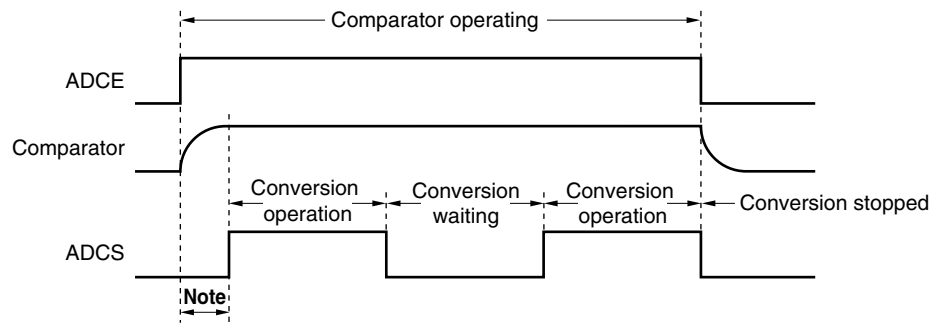 Comparator operating
ADCE
Comparator
Conversion
operation
Conversion
waiting
Conversion
operation
Conversion stopped
ADCS
Note